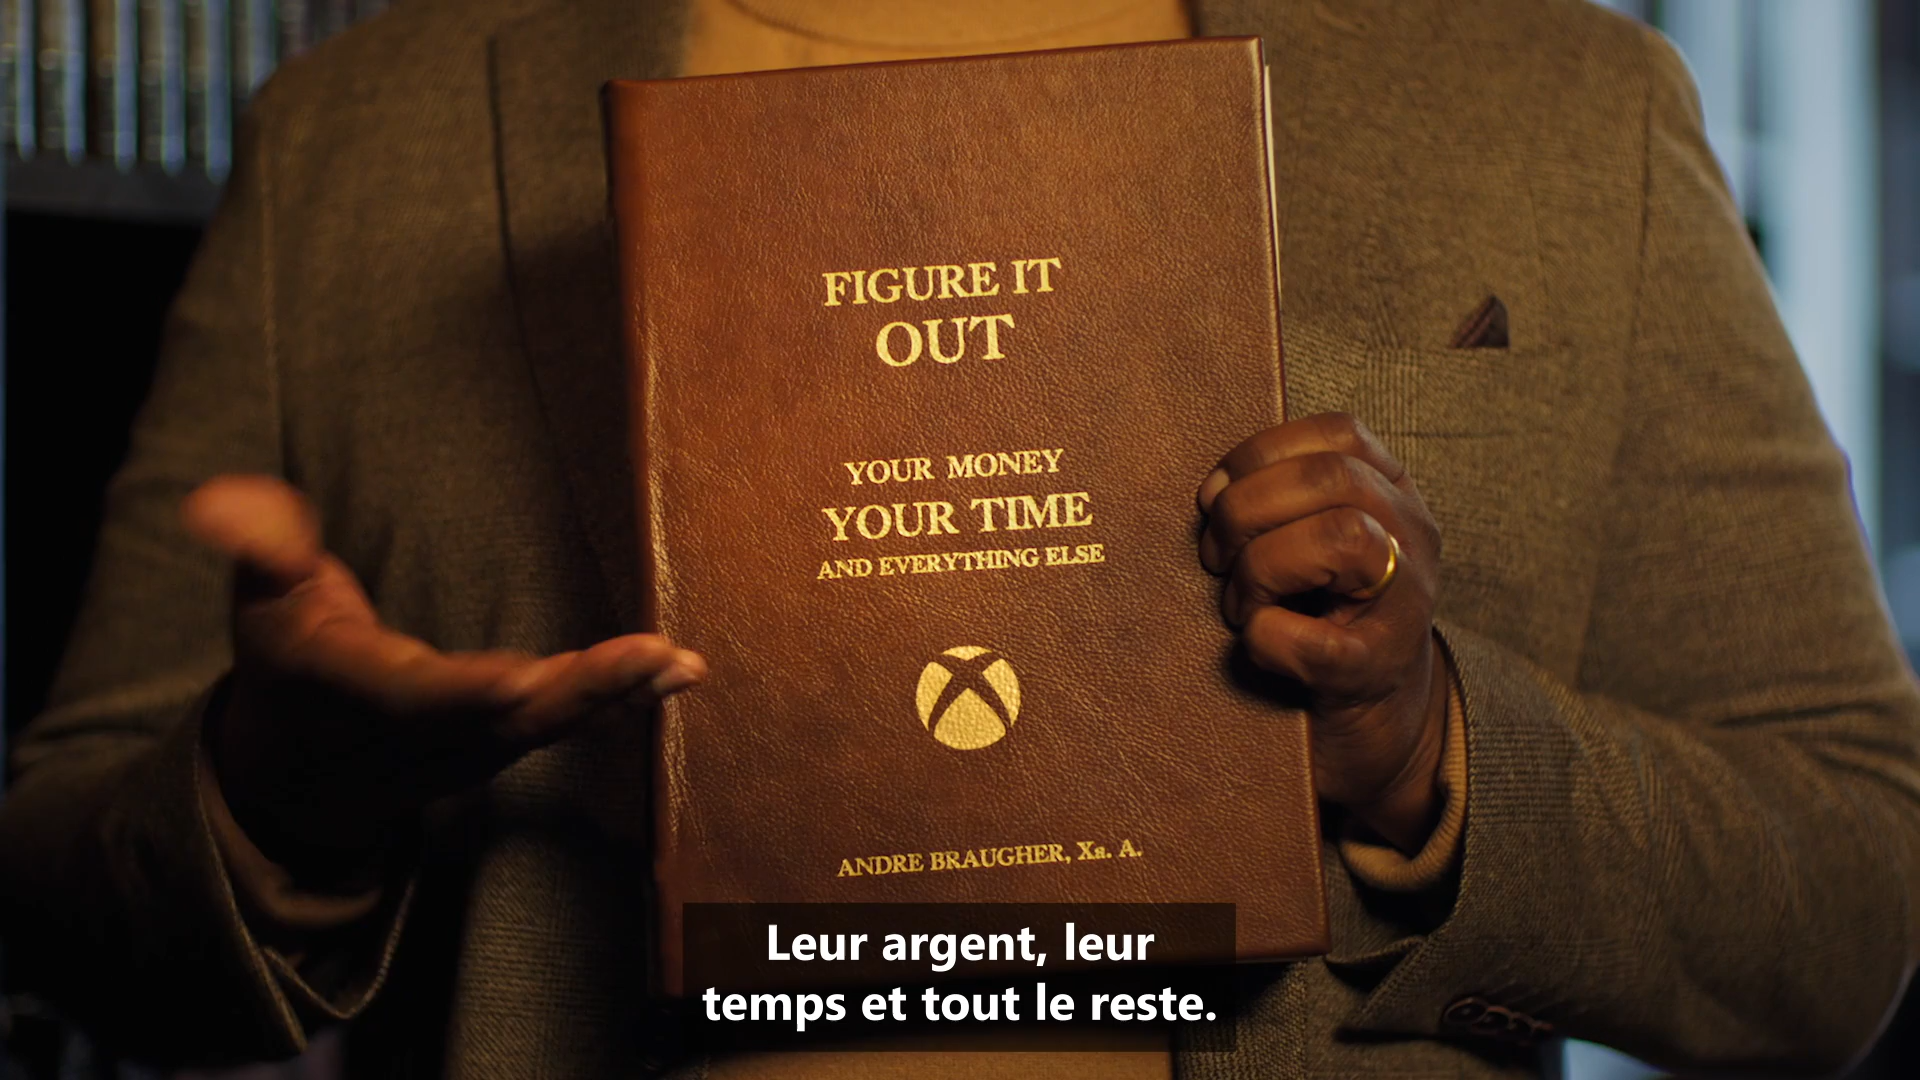 FIGURE IT
OUT
YOUR MONEY
YOUR TIME
AND EVERYTHING ELSE
ANDRE BRAUGHER, Xa. A.
Leur argent, leur
temps et tout le reste.